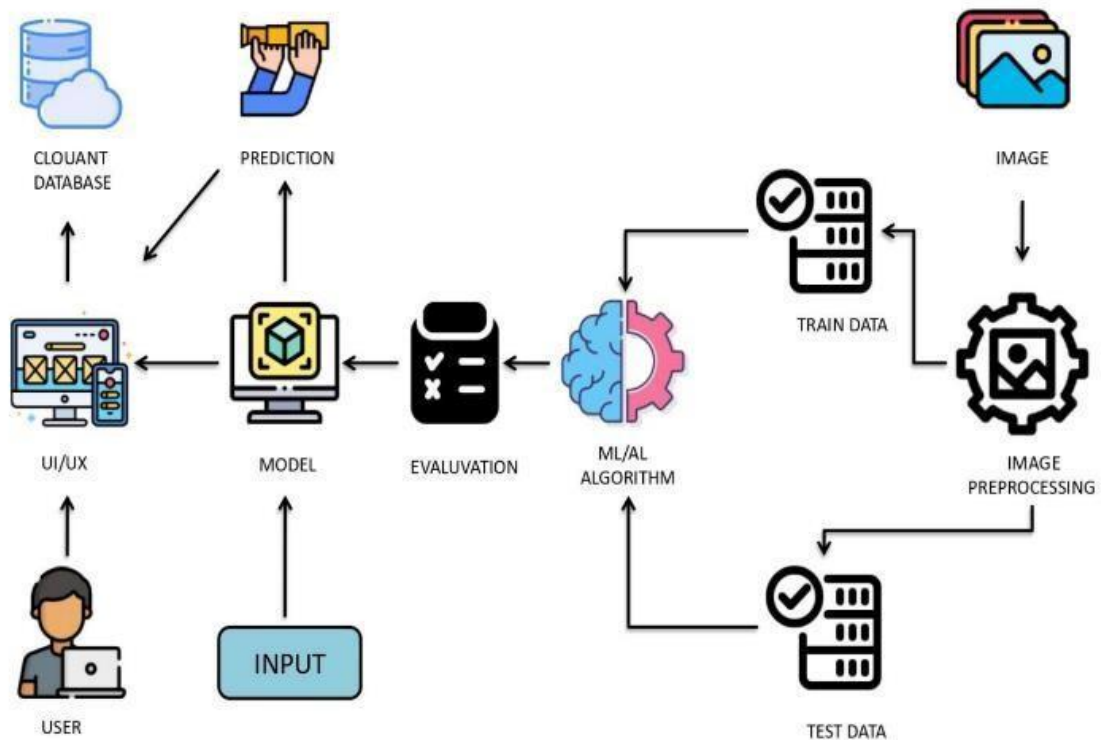 CLOUANT
DATABASE
PREDICTION
IMAGE
TRAIN DATA
UI/UX
MODEL
EVALUVATION
ML/AL
ALGORITHM
IMAGE
PREPROCESSING
INPUT
USER
TEST DATA